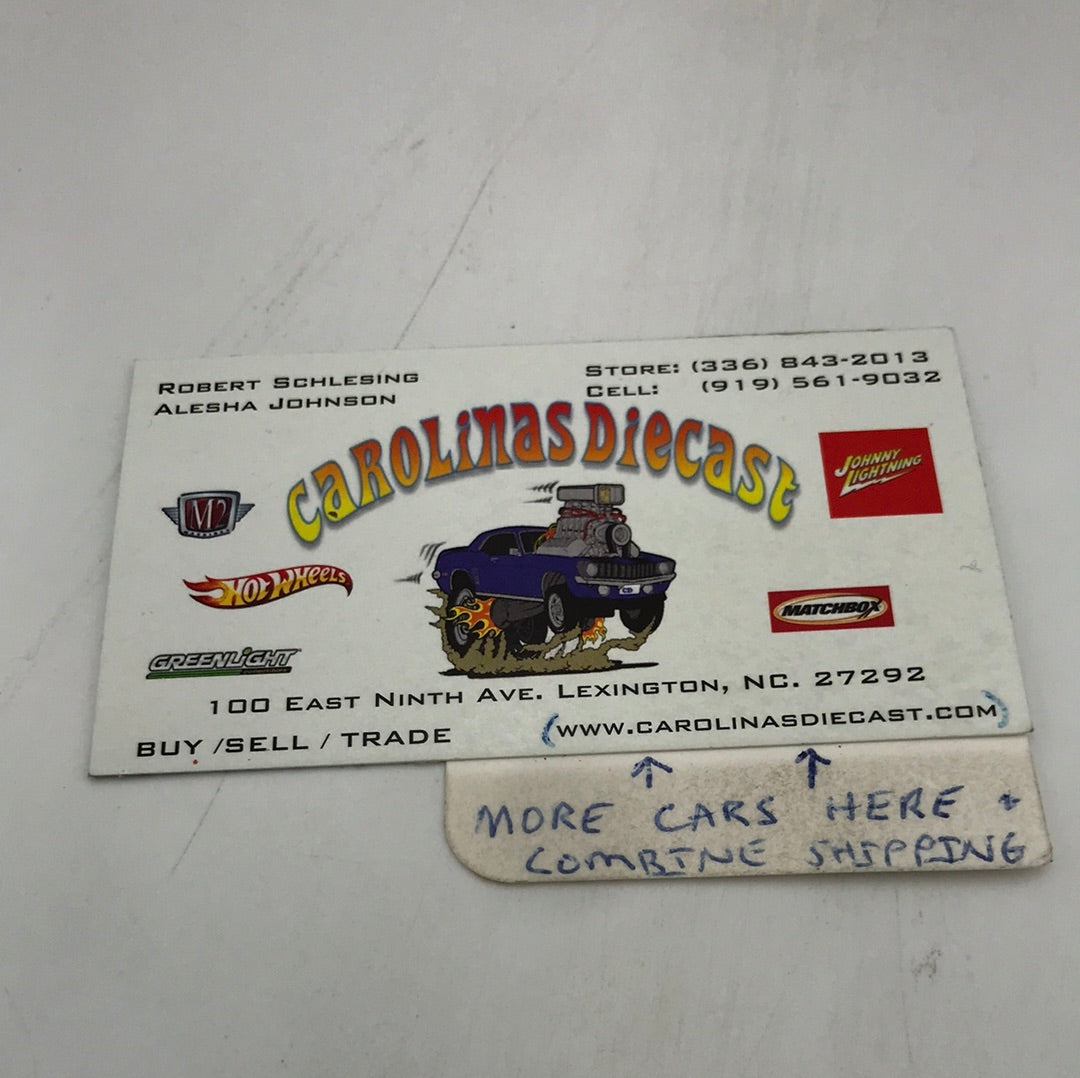 ROBERT SCHLESING
ALESHA JOHNSON
STORE: (336) 843-2013
CELL: (919) 561-9032
CAROLINAS DIECAST
M2
JOHNNY
LIGHTNING
HOT WHEELS
MATCHBOX
GREENLIGHT
100 EAST NINTH AVE. LEXINGTON, NC. 27292
BUY /SELL / TRADE
(WWW.CAROLINASDIECAST.COM)
MORE CARS HERE +
COMBINE SHIPPING